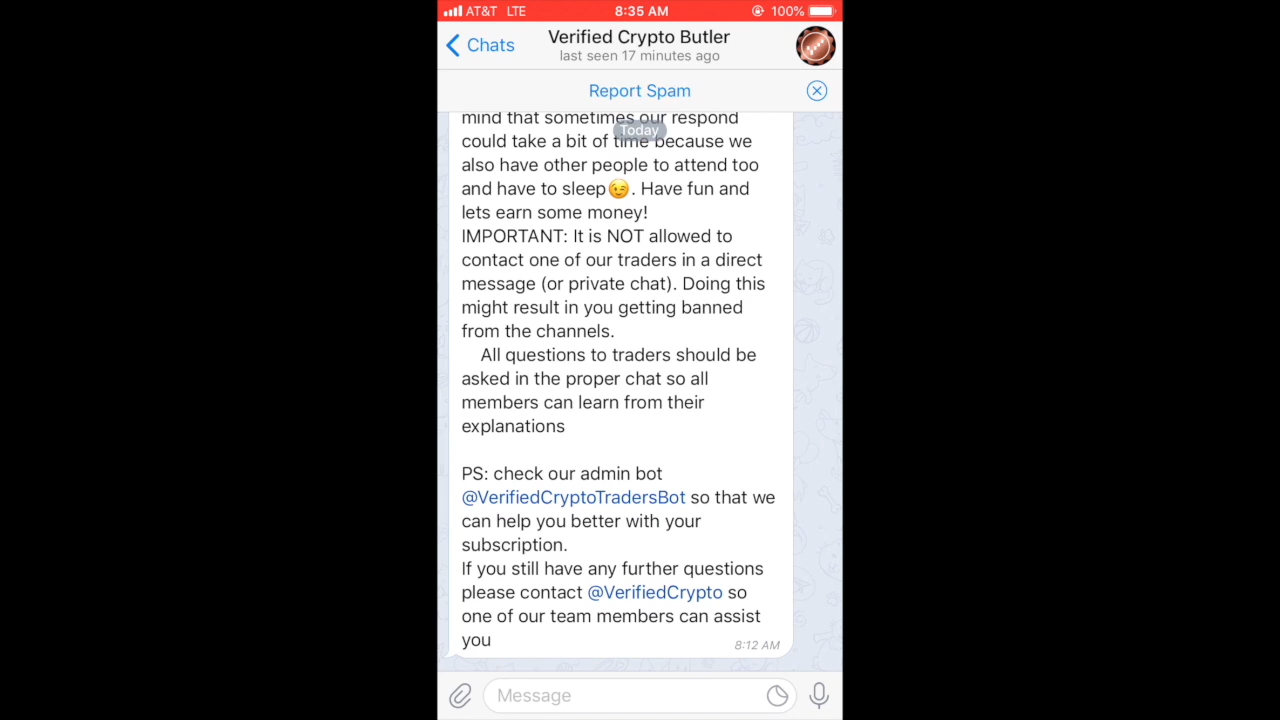 AT&T LTE 8:35 AM 100%
Chats
Verified Crypto Butler
last seen 17 minutes ago
Report Spam
Today
mind that sometimes our respond
could take a bit of time because we
also have other people to attend too
and have to sleep😉. Have fun and
lets earn some money!
IMPORTANT: It is NOT allowed to
contact one of our traders in a direct
message (or private chat). Doing this
might result in you getting banned
from the channels.
All questions to traders should be
asked in the proper chat so all
members can learn from their
explanations
PS: check our admin bot
@VerifiedCryptoTradersBot so that we
can help you better with your
subscription.
If you still have any further questions
please contact @VerifiedCrypto so
one of our team members can assist
you
8:12 AM
Message